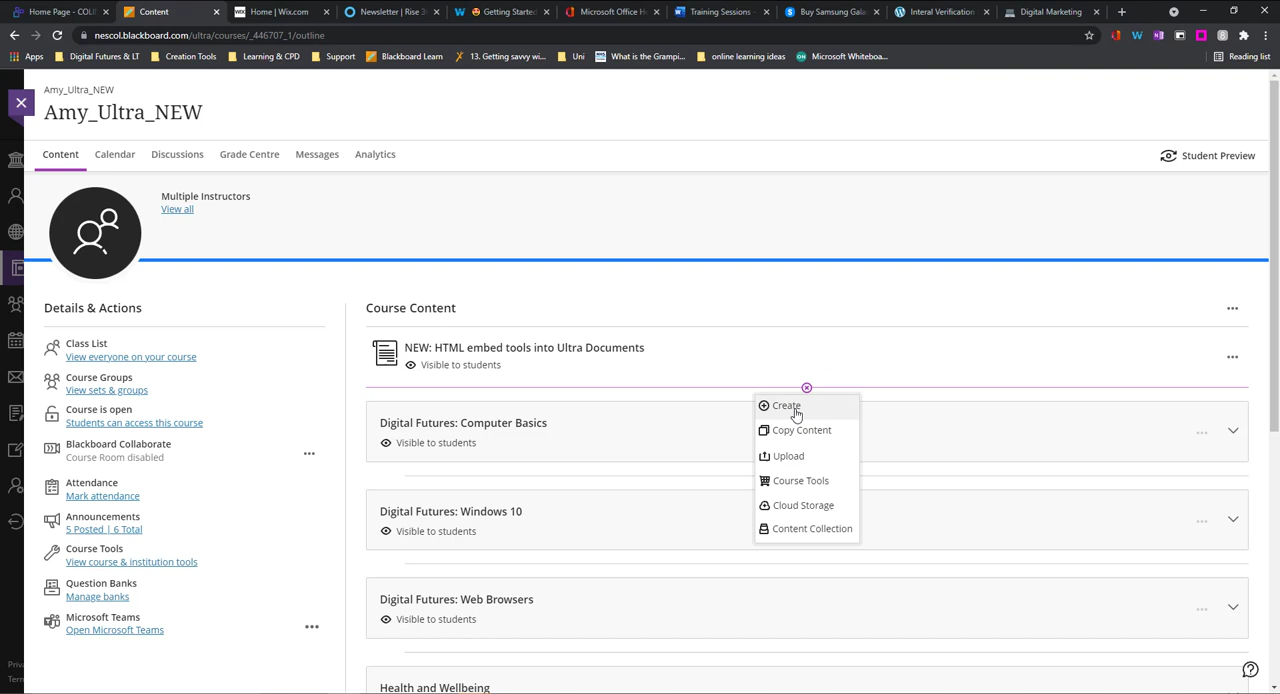 Home Page - COLI
Content
Home | Wix.com
Newsletter | Rise 3
Getting Started
Microsoft Office H
Training Sessions -
Buy Samsung Gala
Interal Verification
Digital Marketing
nescol.blackboard.com/ultra/courses/_446707_1/outline
Apps
Digital Futures & LT
Creation Tools
Learning & CPD
Support
Blackboard Learn
13. Getting savvy wi...
Uni
What is the Grampi...
online learning ideas
Microsoft Whiteboa...
Reading list
Amy_Ultra_NEW
Amy_Ultra_NEW
Content
Calendar
Discussions
Grade Centre
Messages
Analytics
Student Preview
Multiple Instructors
View all
Details & Actions
Class List
View everyone on your course
Course Groups
View sets & groups
Course is open
Students can access this course
Blackboard Collaborate
Course Room disabled
Attendance
Mark attendance
Announcements
5 Posted | 6 Total
Course Tools
View course & institution tools
Question Banks
Manage banks
Microsoft Teams
Open Microsoft Teams
Priv
Tern
Course Content
NEW: HTML embed tools into Ultra Documents
Visible to students
Create
Copy Content
Upload
Course Tools
Cloud Storage
Content Collection
Digital Futures: Computer Basics
Visible to students
Digital Futures: Windows 10
Visible to students
Digital Futures: Web Browsers
Visible to students
Health and Wellbeing